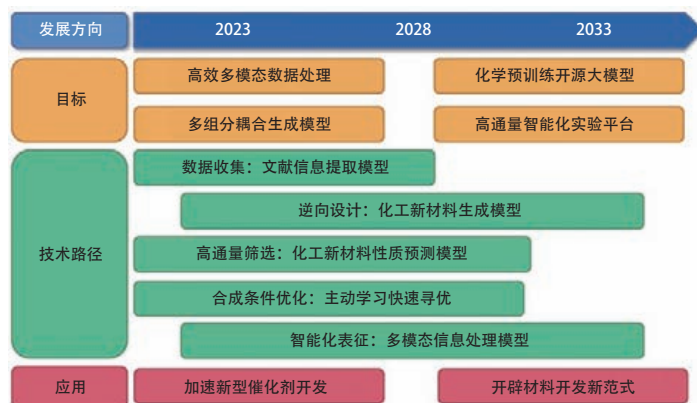 发展方向 2023 2028 2033
目标
高效多模态数据处理 化学预训练开源大模型
多组分耦合生成模型 高通量智能化实验平台
技术路径
数据收集：文献信息提取模型
逆向设计：化工新材料生成模型
高通量筛选：化工新材料性质预测模型
合成条件优化：主动学习快速寻优
智能化表征：多模态信息处理模型
应用 加速新型催化剂开发 开辟材料开发新范式